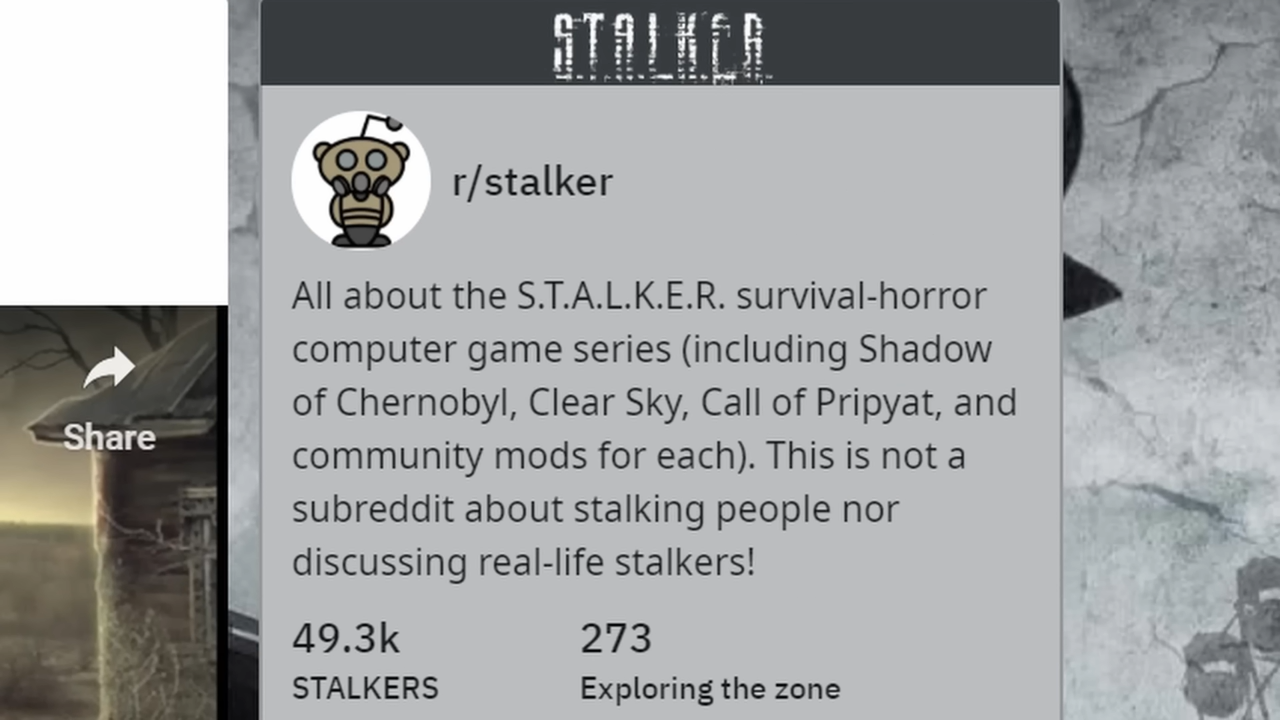 S.T.A.L.K.E.R.
r/stalker
All about the S.T.A.L.K.E.R. survival-horror
computer game series (including Shadow
of Chernobyl, Clear Sky, Call of Pripyat, and
community mods for each). This is not a
subreddit about stalking people nor
discussing real-life stalkers!
49.3k 273
STALKERS Exploring the zone
Share